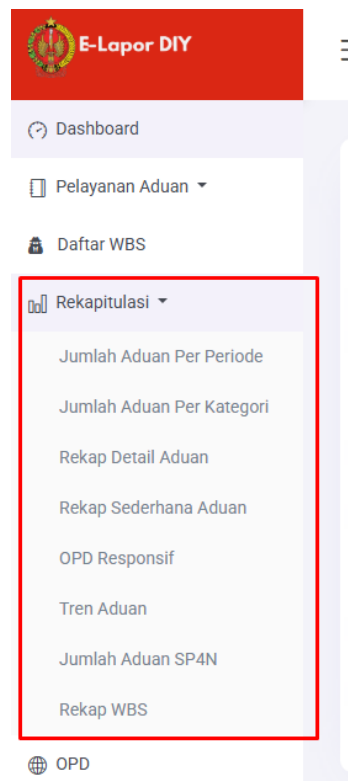 E-Lapor DIY
Dashboard
Pelayanan Aduan
Daftar WBS
Rekapitulasi
Jumlah Aduan Per Periode
Jumlah Aduan Per Kategori
Rekap Detail Aduan
Rekap Sederhana Aduan
OPD Responsif
Tren Aduan
Jumlah Aduan SP4N
Rekap WBS
OPD